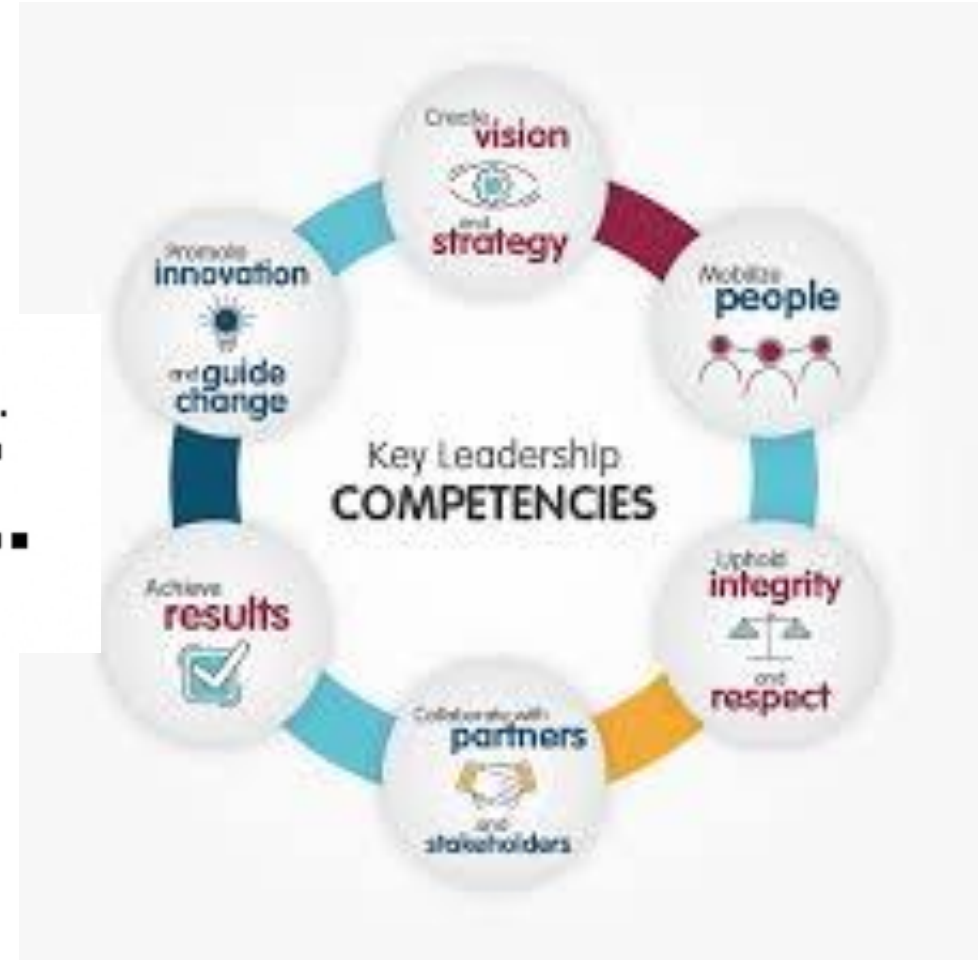 Create
vision
and
strategy
Mobilize
people
Uphold
integrity
and
respect
Collaborate with
partners
and
stakeholders
Achieve
results
Promote
innovation
and guide
change
Key Leadership
COMPETENCIES